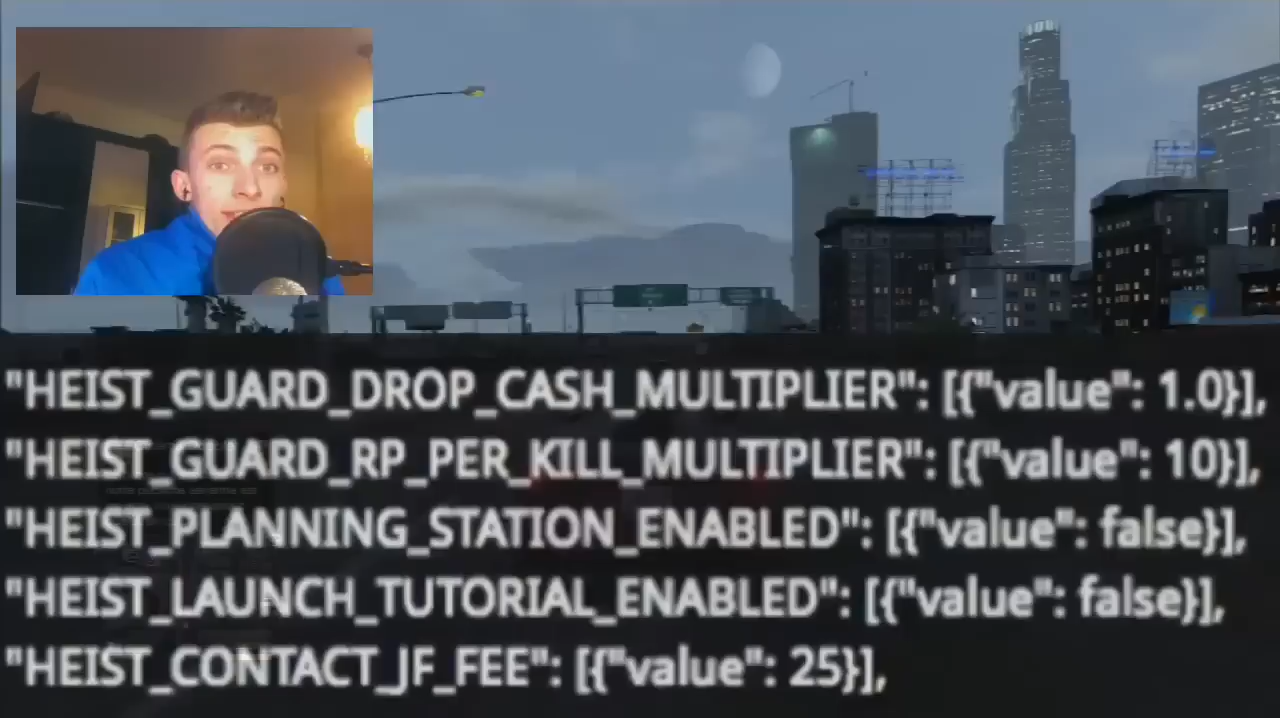 "HEIST_GUARD_DROP_CASH_MULTIPLIER": [{"value": 1.0}],
"HEIST_GUARD_RP_PER_KILL_MULTIPLIER": [{"value": 10}],
"HEIST_PLANNING_STATION_ENABLED": [{"value": false}],
"HEIST_LAUNCH_TUTORIAL_ENABLED": [{"value": false}],
"HEIST_CONTACT_JF_FEE": [{"value": 25}],